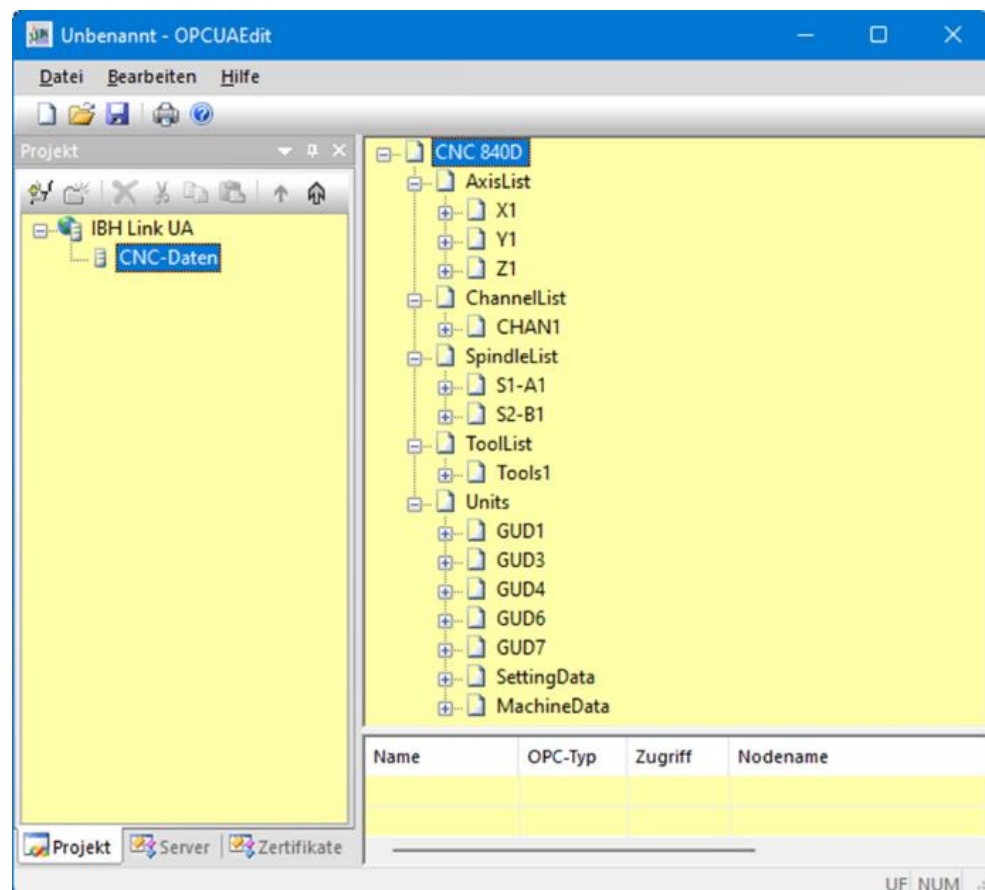 Unbenannt - OPCUAEdit
Datei Bearbeiten Hilfe
Projekt
IBH Link UA
CNC-Daten
CNC 840D
AxisList
X1
Y1
Z1
ChannelList
CHAN1
SpindleList
S1-A1
S2-B1
ToolList
Tools1
Units
GUD1
GUD3
GUD4
GUD6
GUD7
SettingData
MachineData
Name OPC-Typ Zugriff Nodename
Projekt Server Zertifikate
UF NUM